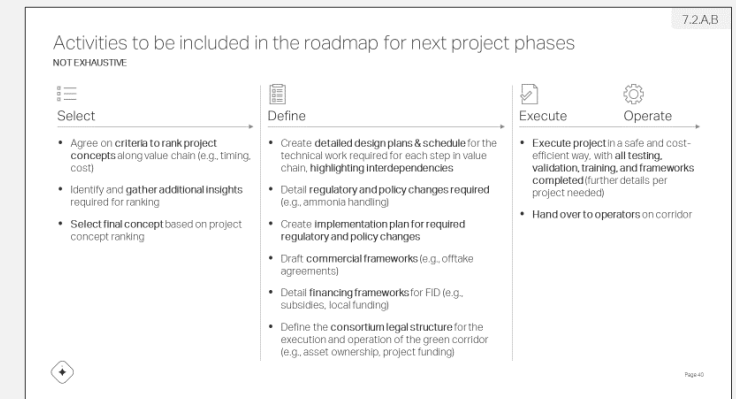 7.2.A,B
Activities to be included in the roadmap for next project phases
NOT EXHAUSTIVE
Select
• Agree on criteria to rank project
concepts along value chain (e.g., timing,
cost)
• Identify and gather additional insights
required for ranking
• Select final concept based on project
concept ranking
Define
• Create detailed design plans & schedule for the
technical work required for each step in value
chain, highlighting interdependencies
• Detail regulatory and policy changes required
(e.g., ammonia handling)
• Create implementation plan for required
regulatory and policy changes
• Draft commercial frameworks (e.g., offtake
agreements)
• Detail financing frameworks for FID (e.g.,
subsidies, local funding)
• Define the consortium legal structure for the
execution and operation of the green corridor
(e.g., asset ownership, project funding)
Execute Operate
• Execute project in a safe and cost-
efficient way, with all testing,
validation, training, and frameworks
completed (further details per
project needed)
• Hand over to operators on corridor
Page 40